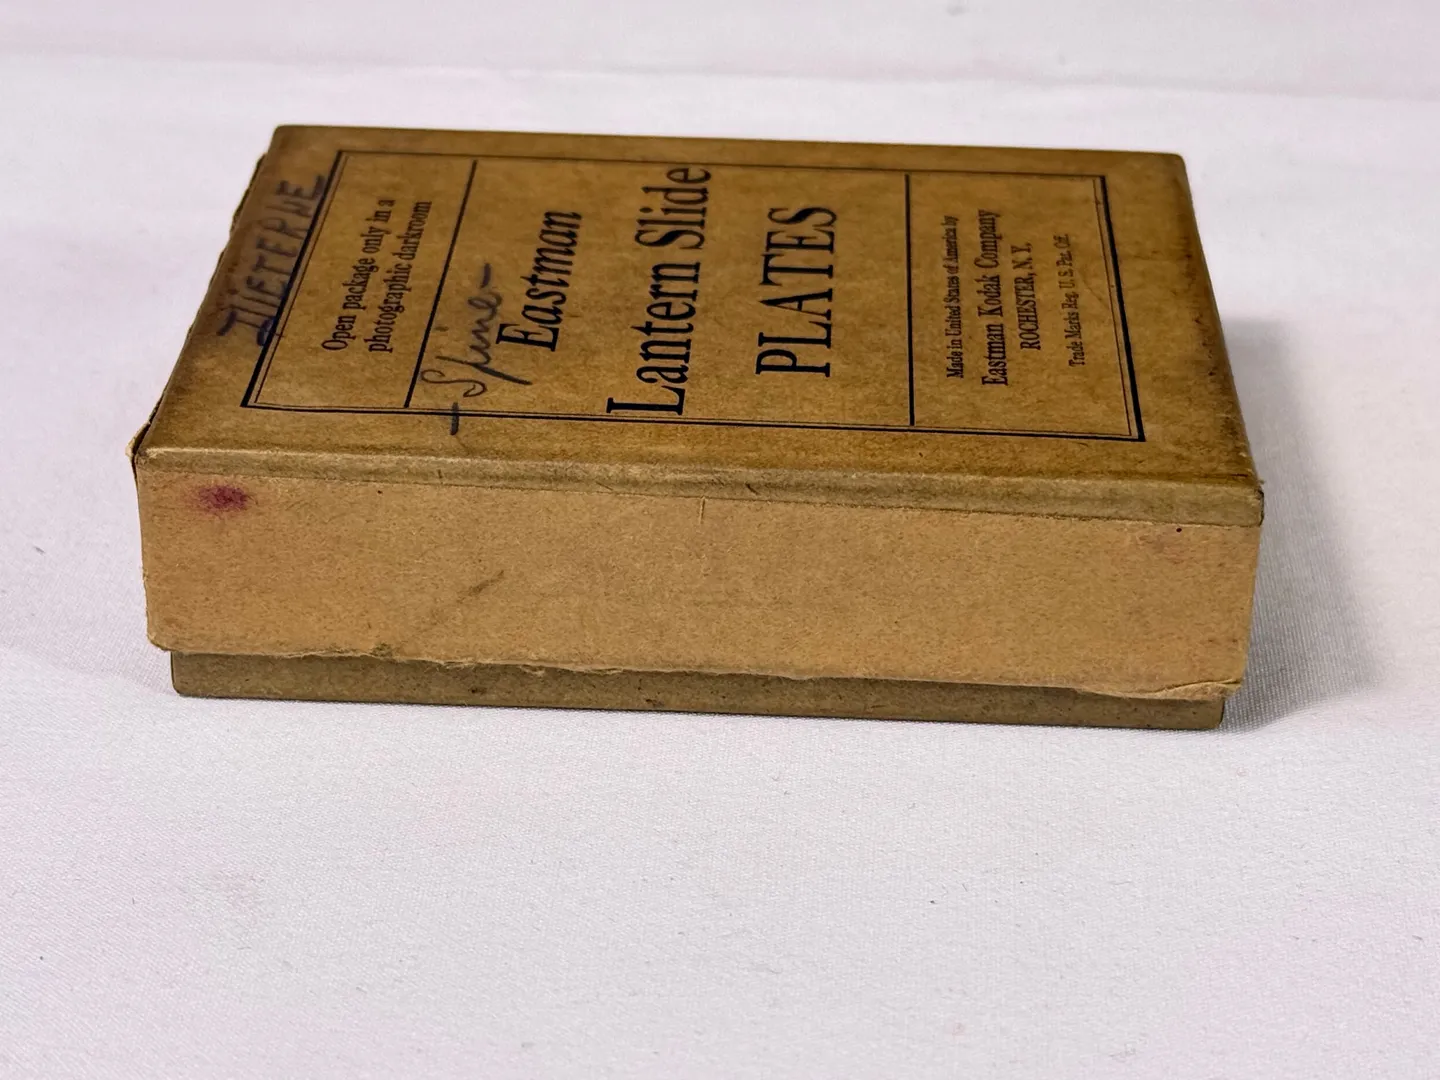 DIETERLE
Open package only in a
photographic darkroom
- Spine -
Eastman
Lantern Slide
PLATES
Made in United States of America by
Eastman Kodak Company
ROCHESTER, N. Y.
Trade Marks Reg. U. S. Pat. Off.